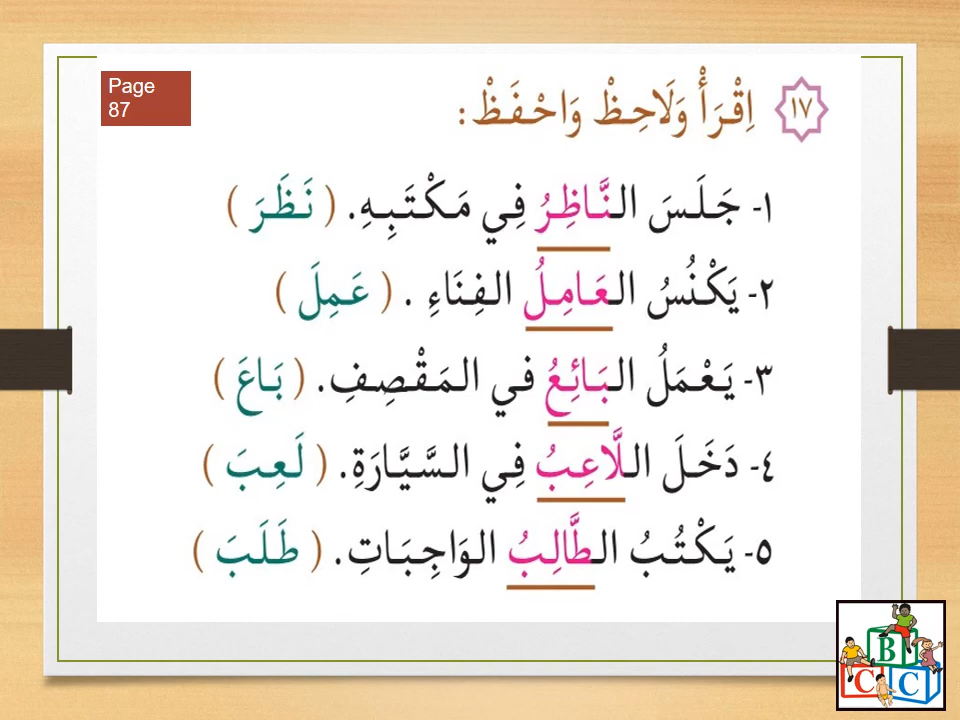 Page
87
١٧ اِقْرَأْ وَلَاحِظْ وَاحْفَظْ :
١- جَلَسَ النَّاظِرُ فِي مَكْتَبِهِ. ( نَظَرَ )
٢- يَكْنُسُ العَامِلُ الفِنَاءِ . ( عَمِلَ )
٣- يَعْمَلُ البَائِعُ في المَقْصِفِ. ( بَاعَ )
٤- دَخَلَ اللَّاعِبُ فِي السَّيَّارَةِ. ( لَعِبَ )
٥- يَكْتُبُ الطَّالِبُ الوَاجِبَاتِ. ( طَلَبَ )
B
C C